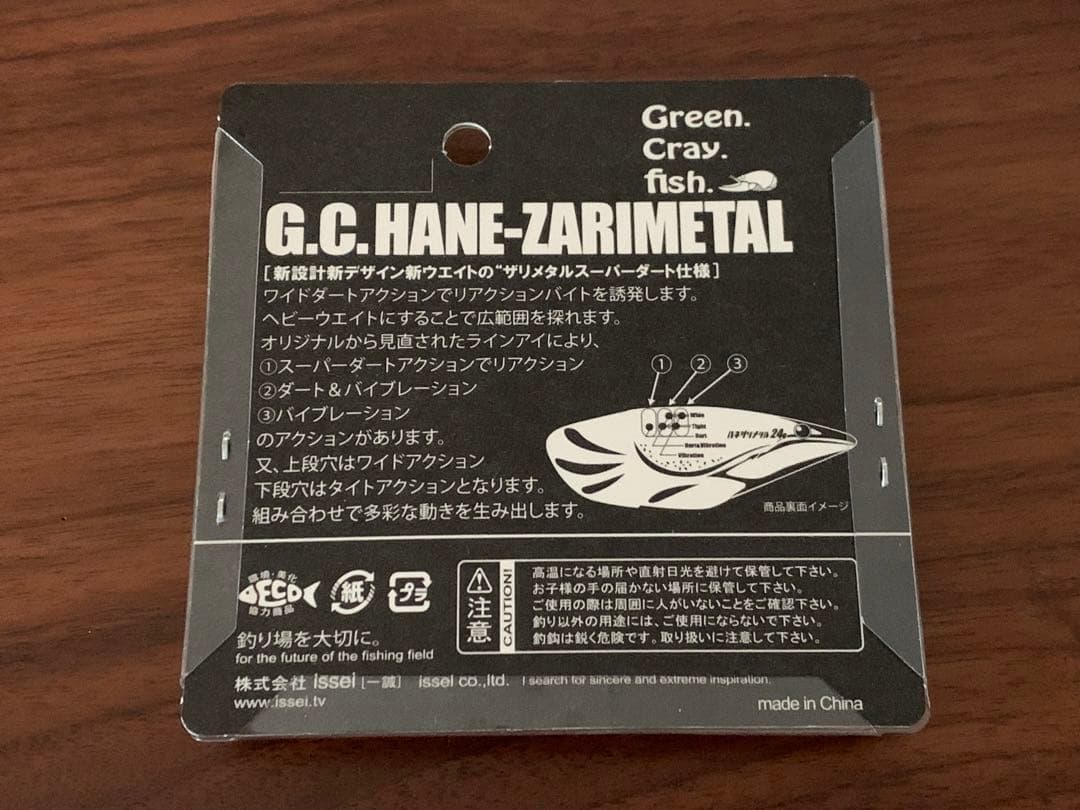 Green.
Cray.
fish.
G.C.HANE-ZARIMETAL
[新設計新デザイン新ウエイトの"ザリメタルスーパーダート仕様]
ワイドダートアクションでリアクションバイトを誘発します。
ヘビーウエイトにすることで広範囲を探れます。
オリジナルから見直されたラインアイにより、
①スーパーダートアクションでリアクション
②ダート&バイブレーション
③バイブレーション
のアクションがあります。
又、上段穴はワイドアクション
下段穴はタイトアクションとなります。
組み合わせで多彩な動きを生み出します。
① ② ③
Wide
Tight
Dart
Dart&Vibration
Vibration
ハネザリメタル 24g
商品裏面イメージ
環境・美化
ECO
協力商品
紙
プラ
釣り場を大切に。
for the future of the fishing field
注意
CAUTION!
高温になる場所や直射日光を避けて保管して下さい。
お子様の手の届かない場所に保管して下さい。
ご使用の際は周囲に人がいないことをご確認下さい。
釣り以外の用途には、ご使用にならないで下さい。
釣鈎は鋭く危険です。取り扱いに注意して下さい。
株式会社 issei [一誠] issei co.,ltd. I search for sincere and extreme inspiration.
www.issei.tv
made in China